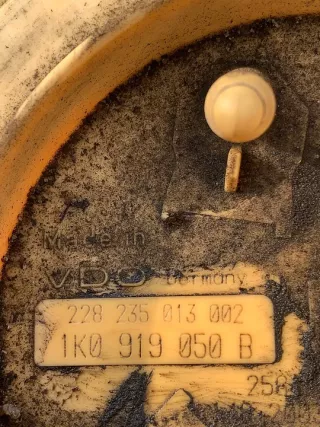 Made in
VDO Germany
228 235 013 002
1K0 919 050 B
258